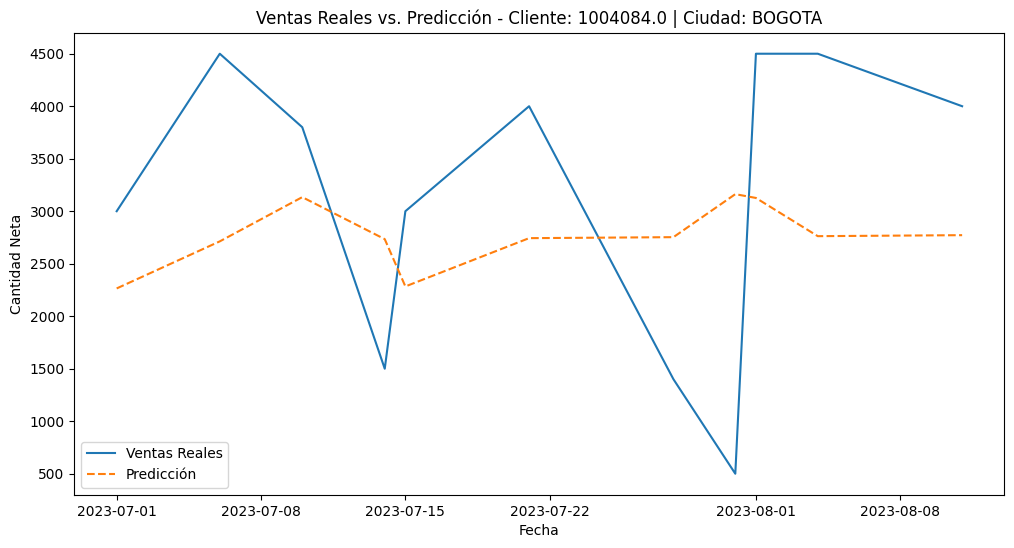 Ventas Reales vs. Predicción - Cliente: 1004084.0 | Ciudad: BOGOTA
4500
4000
3500
3000
2500
2000
1500
1000
500
Cantidad Neta
Ventas Reales
Predicción
2023-07-01 2023-07-08 2023-07-15 2023-07-22 2023-08-01 2023-08-08
Fecha